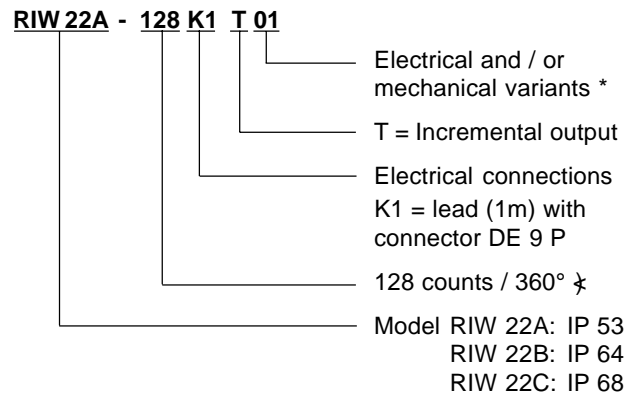 RIW 22A - 128 K1 T 01
Electrical and / or
mechanical variants *
T = Incremental output
Electrical connections
K1 = lead (1m) with
connector DE 9 P
128 counts / 360° ∢
Model RIW 22A: IP 53
RIW 22B: IP 64
RIW 22C: IP 68